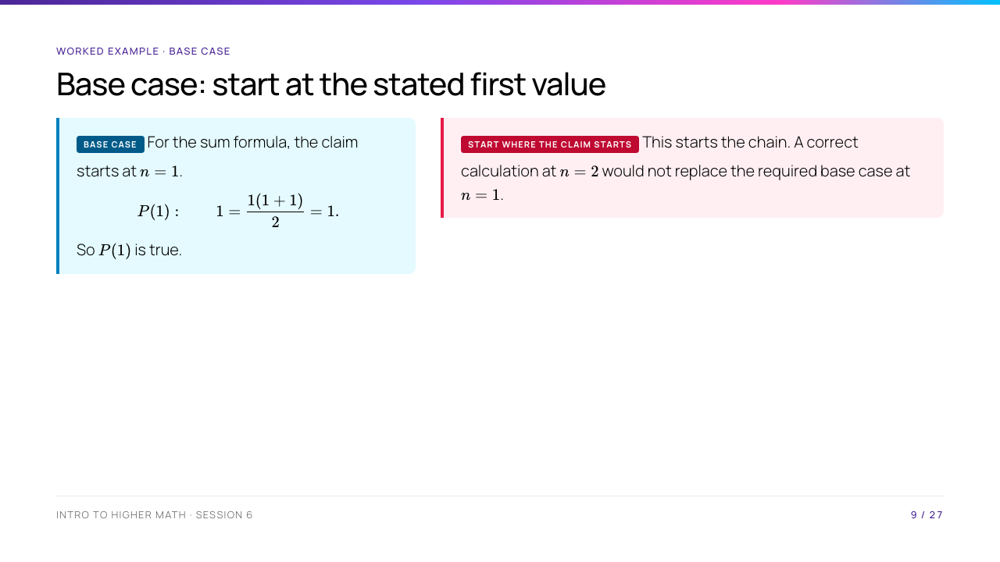 WORKED EXAMPLE · BASE CASE
Base case: start at the stated first value
BASE CASE For the sum formula, the claim
starts at n = 1.
P(1) : 1 = 1(1 + 1)/2 = 1.
So P(1) is true.
START WHERE THE CLAIM STARTS This starts the chain. A correct
calculation at n = 2 would not replace the required base case at
n = 1.
INTRO TO HIGHER MATH · SESSION 6
9 / 27